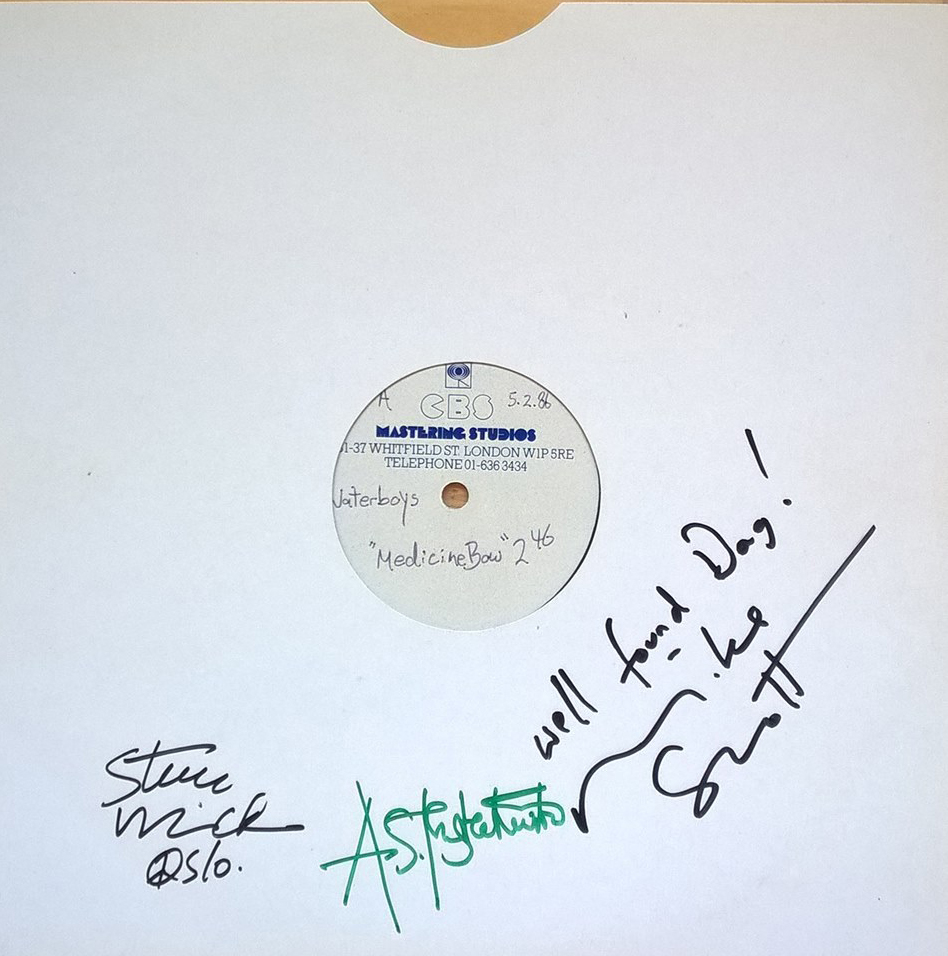 A CBS 5.2.86
MASTERING STUDIOS
1-37 WHITFIELD ST. LONDON W1P 5RE
TELEPHONE 01-636 3434
Waterboys
"Medicine Bow" 2 46
well found Dag!
- Mike
Scott
Steve
Wick
Oslo.